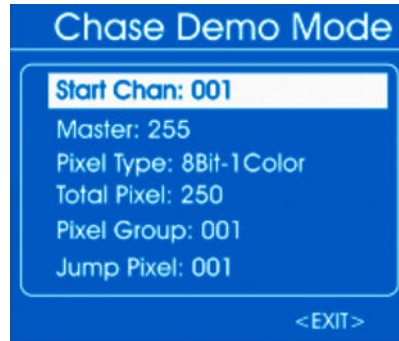 Chase Demo Mode
Start Chan: 001
Master: 255
Pixel Type: 8Bit-1Color
Total Pixel: 250
Pixel Group: 001
Jump Pixel: 001
<EXIT>